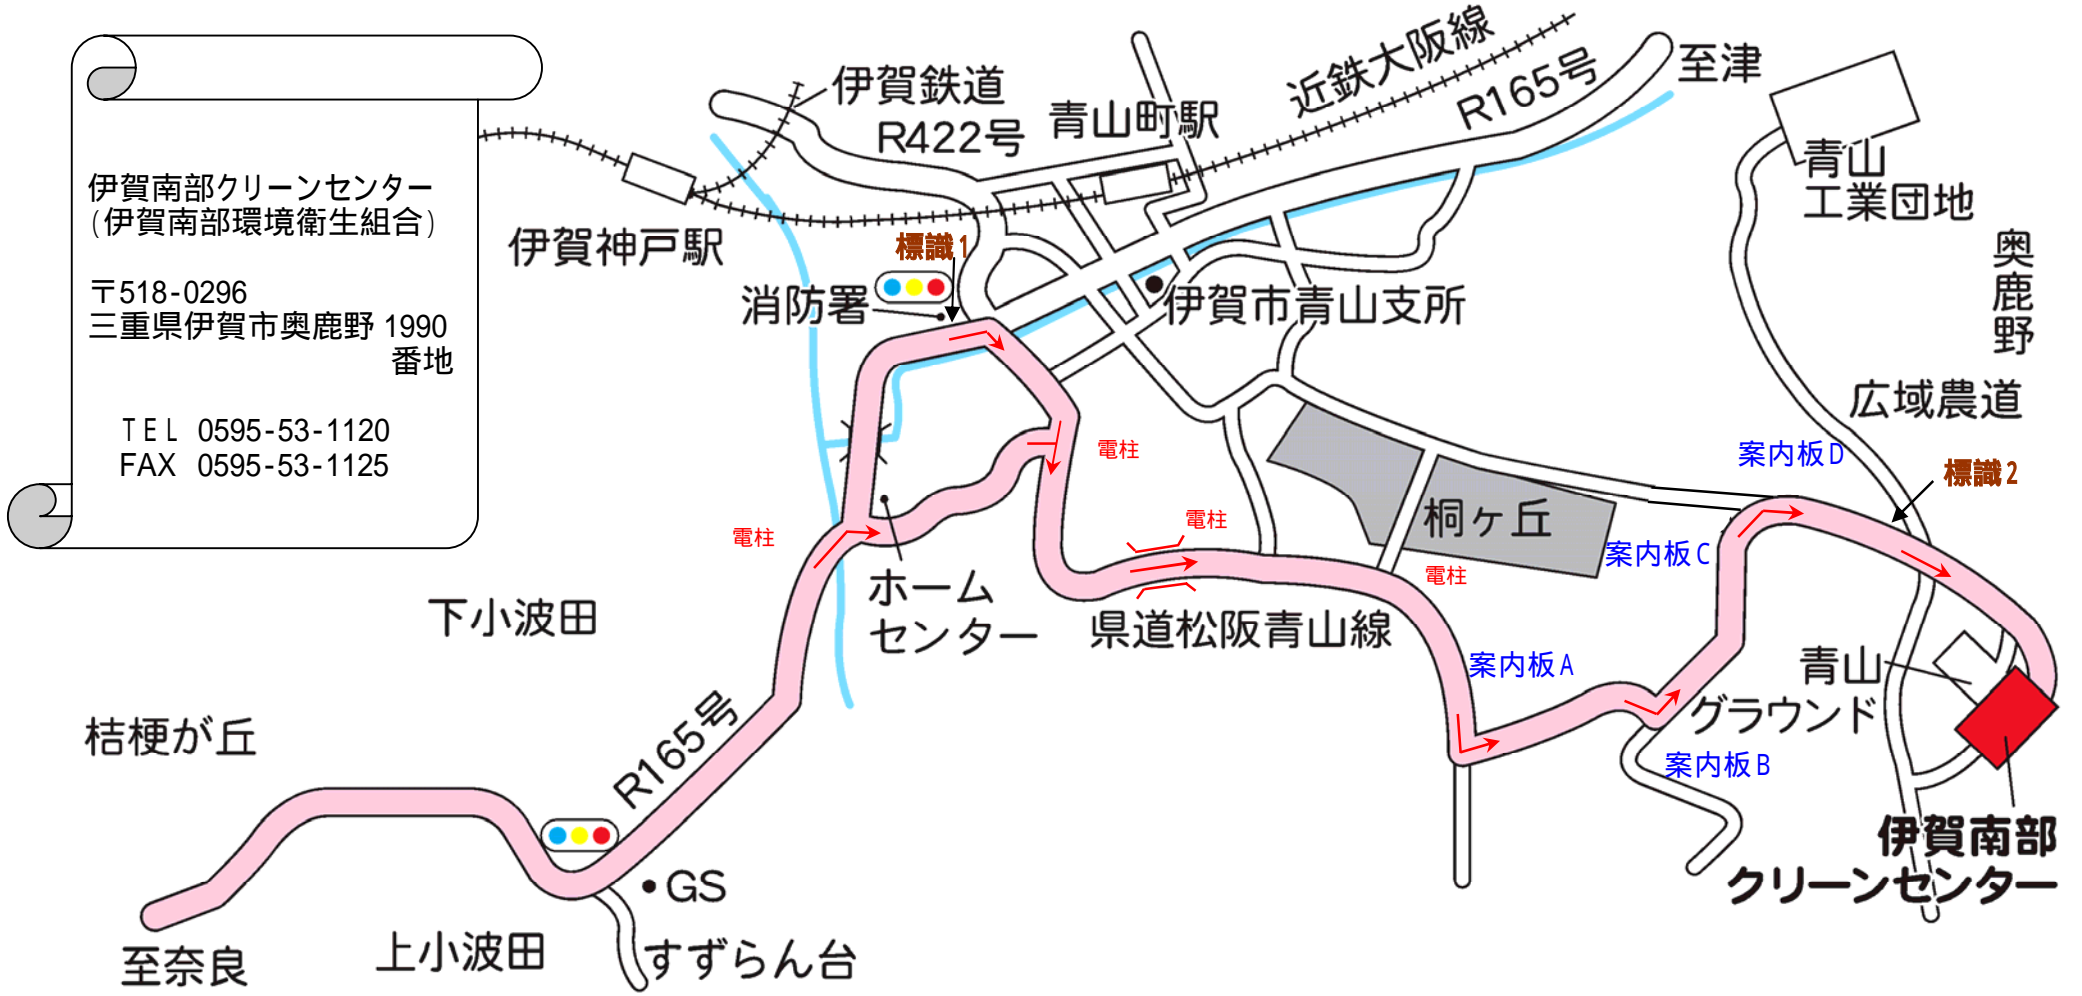 伊賀南部クリーンセンター
(伊賀南部環境衛生組合)
〒518-0296
三重県伊賀市奥鹿野 1990
番地
TEL 0595-53-1120
FAX 0595-53-1125
伊賀鉄道
R422号
青山町駅
近鉄大阪線
R165号
至津
青山
工業団地
奥鹿野
伊賀神戸駅
標識1
消防署
伊賀市青山支所
広域農道
案内板D
標識2
電柱
電柱
電柱
桐ヶ丘
案内板C
電柱
ホーム
センター
下小波田
県道松阪青山線
案内板A
青山
グラウンド
桔梗が丘
R165号
案内板B
伊賀南部
クリーンセンター
GS
至奈良
上小波田
すずらん台